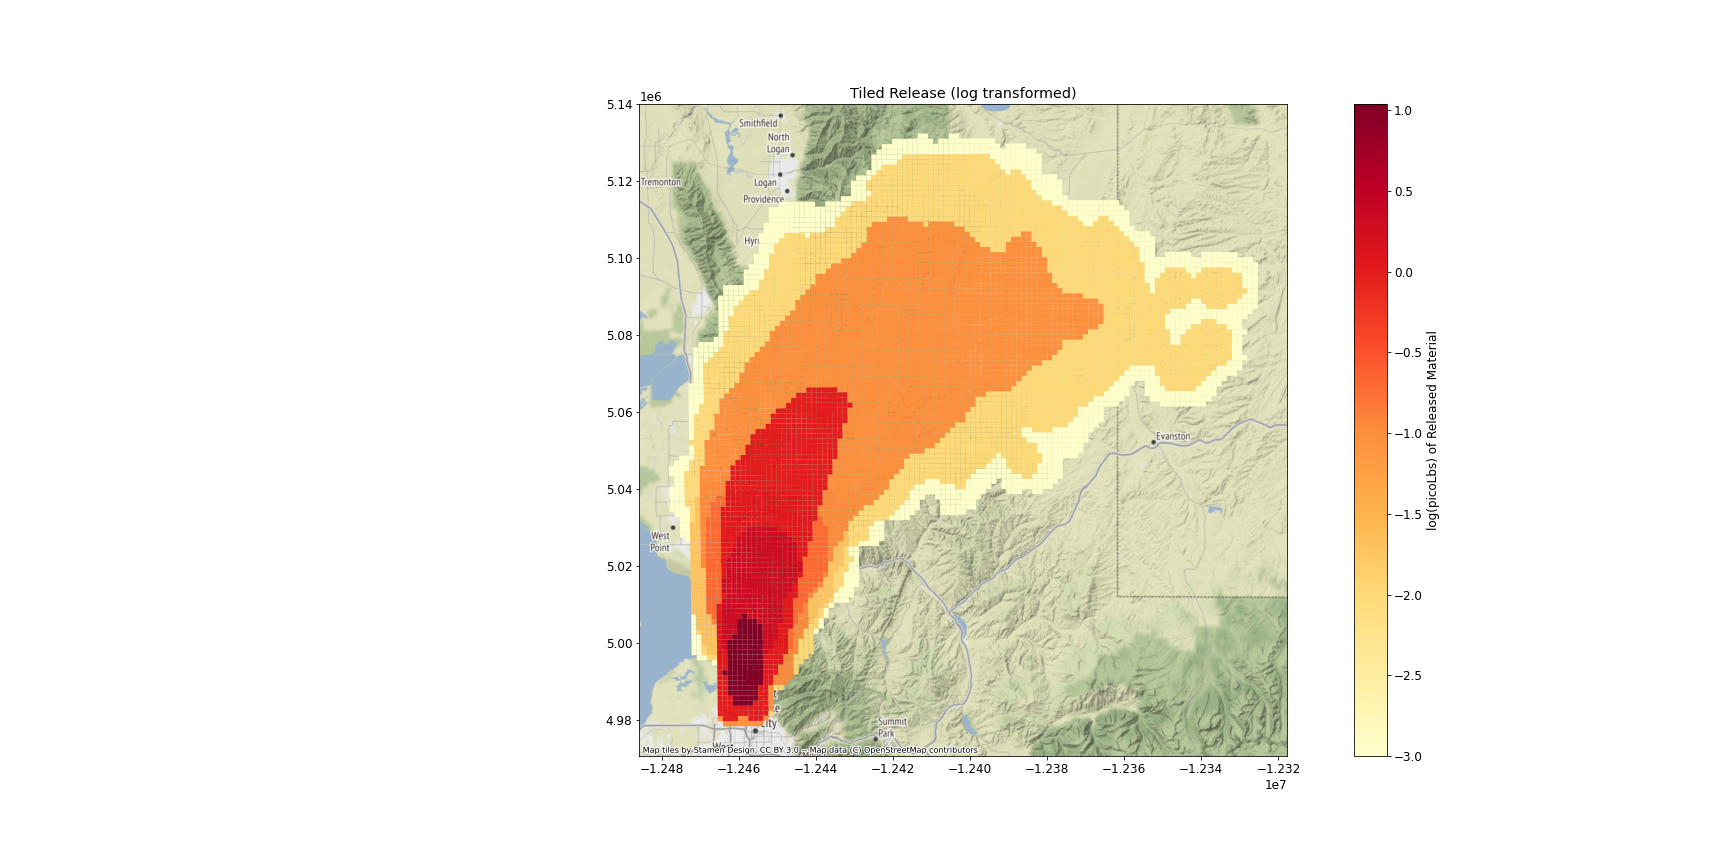 Tiled Release (log transformed)
1e6
5.14
5.12
5.10
5.08
5.06
5.04
5.02
5.00
4.98
Smithfield
North
Logan
Logan
Providence
Tremonton
Hyr
Evanston
West
Point
City
Summit
Park
Map tiles by Stamen Design, CC BY 3.0 -- Map data (C) OpenStreetMap contributors
−1.248
−1.246
−1.244
−1.242
−1.240
−1.238
−1.236
−1.234
−1.232
1e7
1.0
0.5
0.0
−0.5
−1.0
−1.5
−2.0
−2.5
−3.0
log(picoLbs) of Released Material